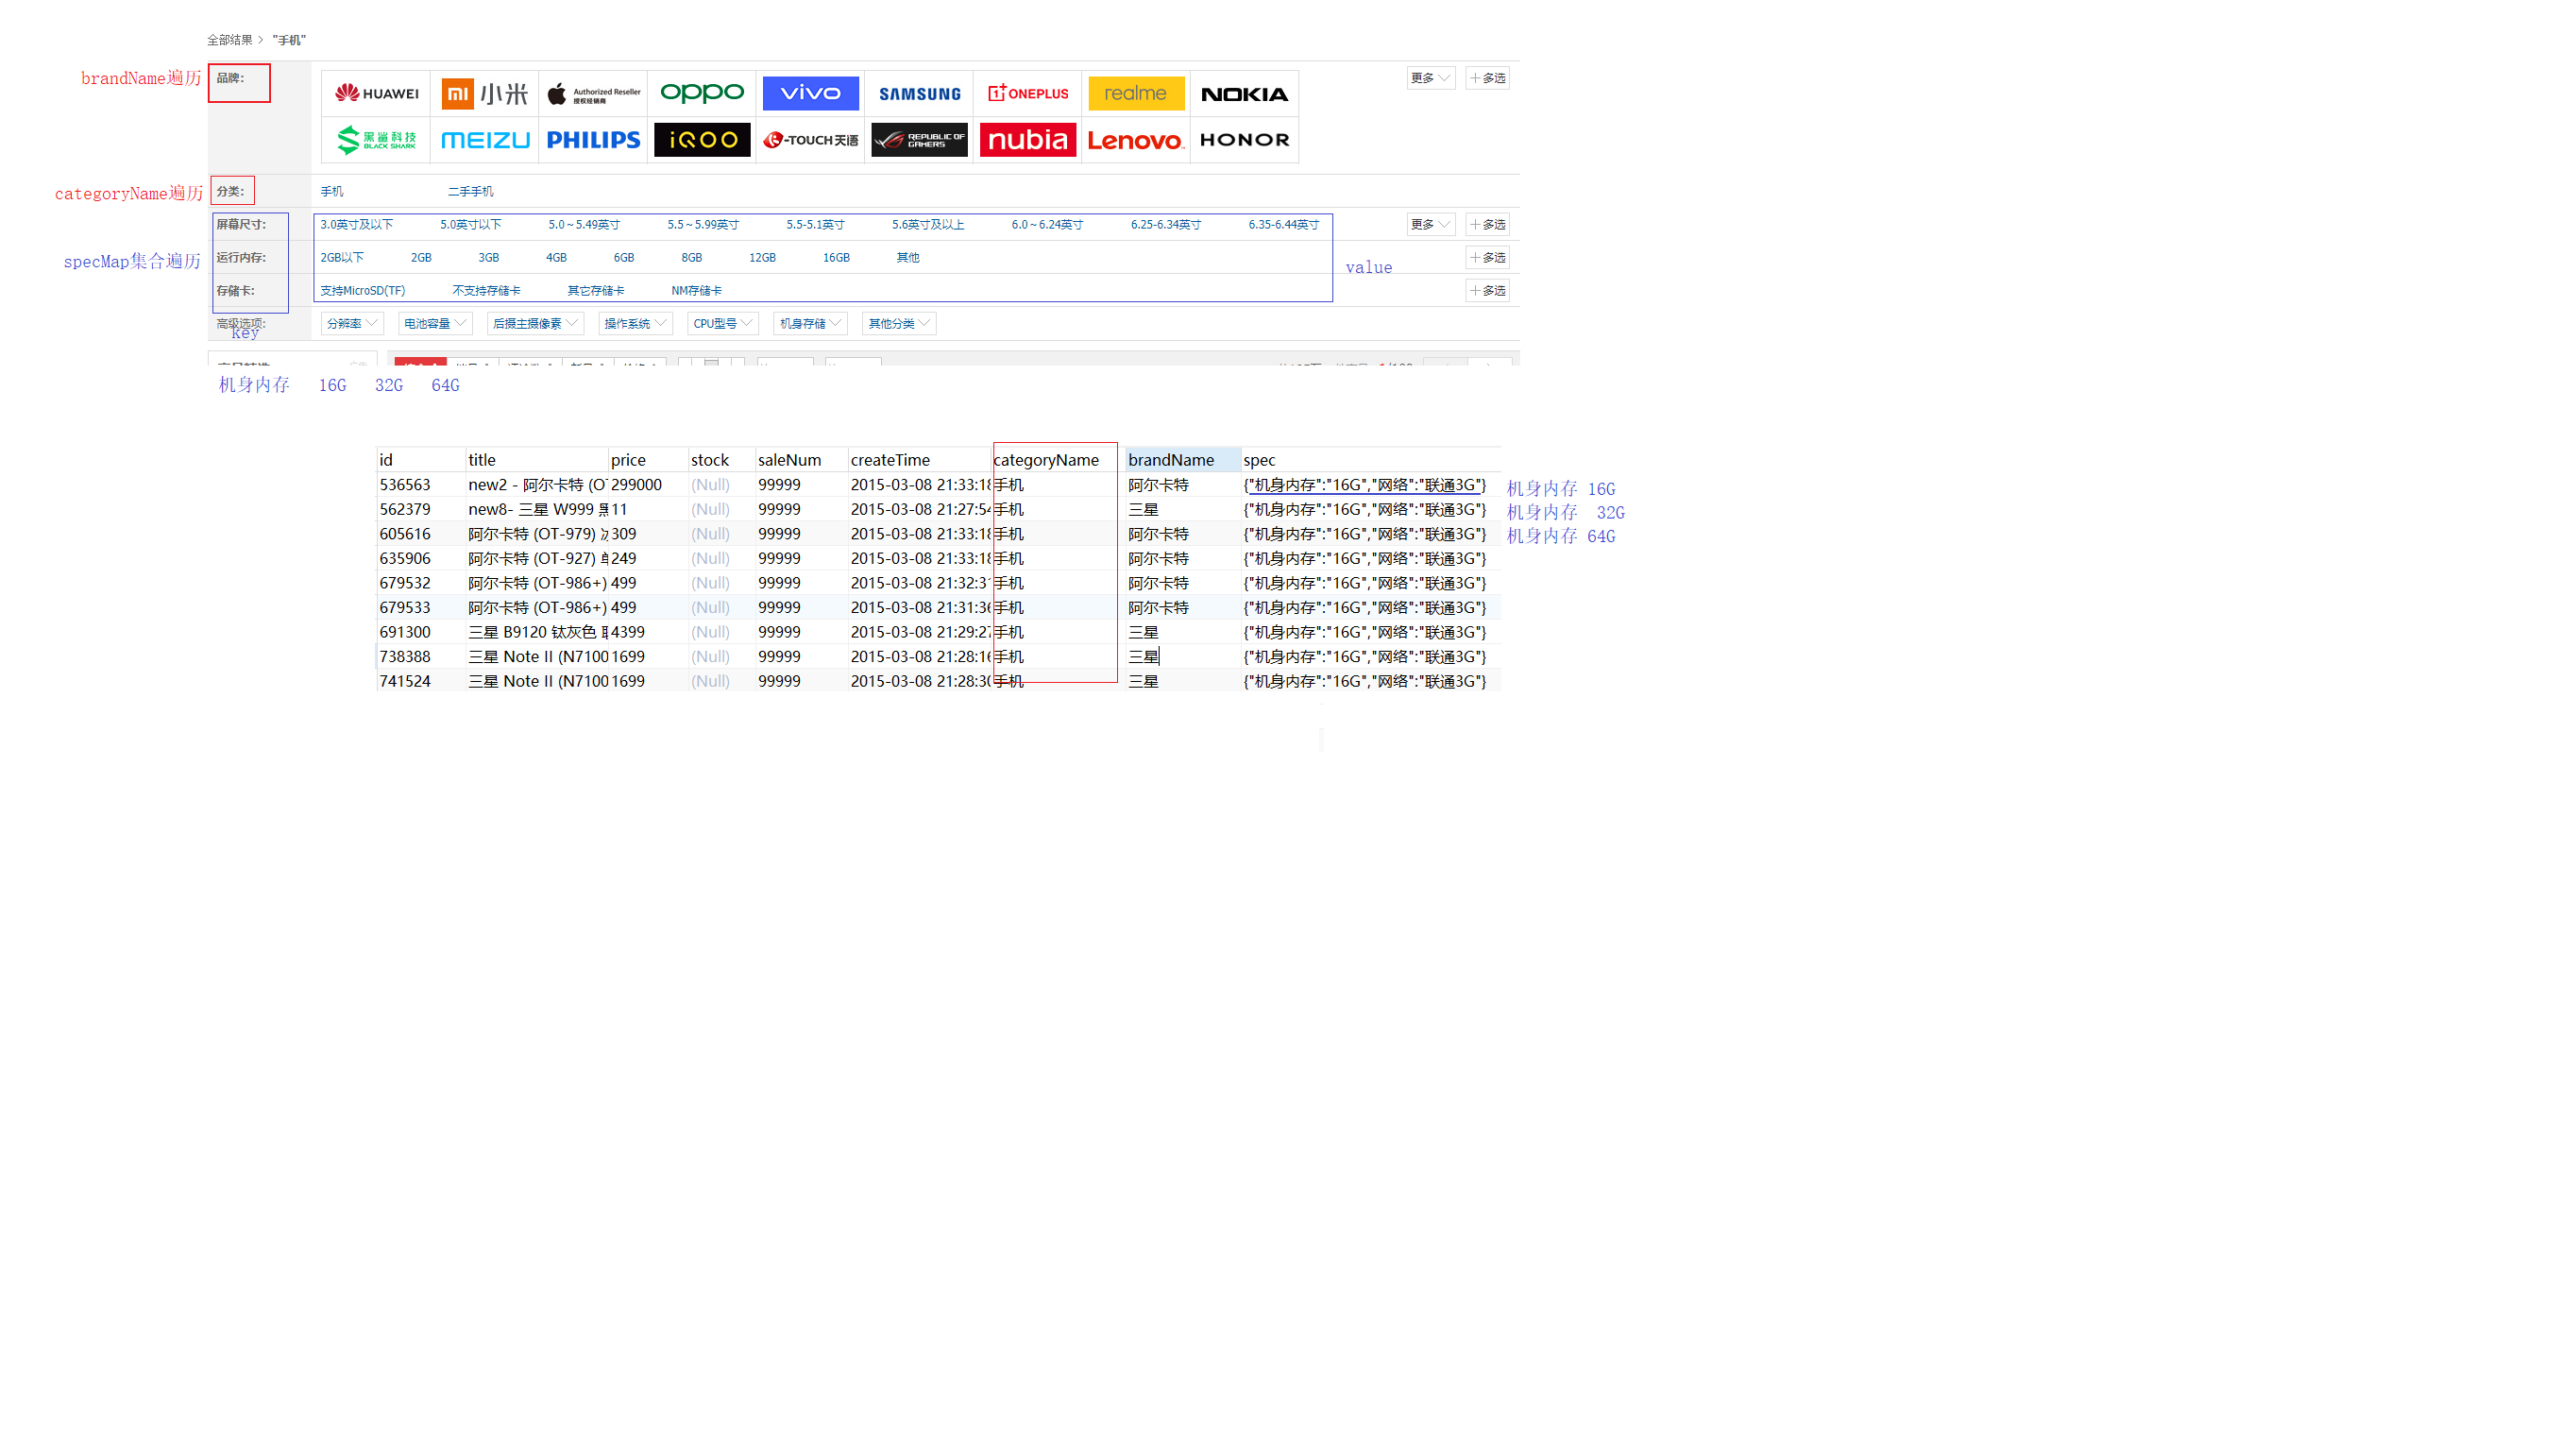 全部结果 > "手机"
brandName遍历 品牌: HUAWEI 小米 Authorized Reseller 授权经销商 OPPO vivo SAMSUNG ONEPLUS realme NOKIA 更多 多选
黑鲨科技 BLACK SHARK MEIZU PHILIPS iQOO K-TOUCH天语 REPUBLIC OF GAMERS nubia Lenovo HONOR
categoryName遍历 分类: 手机 二手手机
屏幕尺寸: 3.0英寸及以下 5.0英寸以下 5.0~5.49英寸 5.5~5.99英寸 5.5-5.1英寸 5.6英寸及以上 6.0~6.24英寸 6.25-6.34英寸 6.35-6.44英寸 更多 多选
specMap集合遍历 运行内存: 2GB以下 2GB 3GB 4GB 6GB 8GB 12GB 16GB 其他 value 多选
存储卡: 支持MicroSD(TF) 不支持存储卡 其它存储卡 NM存储卡 多选
高级选项: 分辨率 电池容量 后摄主摄像素 操作系统 CPU型号 机身存储 其他分类
key
机身内存 16G 32G 64G
id title price stock saleNum createTime categoryName brandName spec
536563 new2 - 阿尔卡特 (OT 299000 (Null) 99999 2015-03-08 21:33:18 手机 阿尔卡特 {"机身内存":"16G","网络":"联通3G"} 机身内存 16G
562379 new8- 三星 W999 黑 11 (Null) 99999 2015-03-08 21:27:54 手机 三星 {"机身内存":"16G","网络":"联通3G"} 机身内存 32G
605616 阿尔卡特 (OT-979) 冰 309 (Null) 99999 2015-03-08 21:33:18 手机 阿尔卡特 {"机身内存":"16G","网络":"联通3G"} 机身内存 64G
635906 阿尔卡特 (OT-927) 单 249 (Null) 99999 2015-03-08 21:33:18 手机 阿尔卡特 {"机身内存":"16G","网络":"联通3G"}
679532 阿尔卡特 (OT-986+) 499 (Null) 99999 2015-03-08 21:32:31 手机 阿尔卡特 {"机身内存":"16G","网络":"联通3G"}
679533 阿尔卡特 (OT-986+) 499 (Null) 99999 2015-03-08 21:31:36 手机 阿尔卡特 {"机身内存":"16G","网络":"联通3G"}
691300 三星 B9120 钛灰色 联 4399 (Null) 99999 2015-03-08 21:29:27 手机 三星 {"机身内存":"16G","网络":"联通3G"}
738388 三星 Note II (N7100 1699 (Null) 99999 2015-03-08 21:28:16 手机 三星 {"机身内存":"16G","网络":"联通3G"}
741524 三星 Note II (N7100 1699 (Null) 99999 2015-03-08 21:28:30 手机 三星 {"机身内存":"16G","网络":"联通3G"}